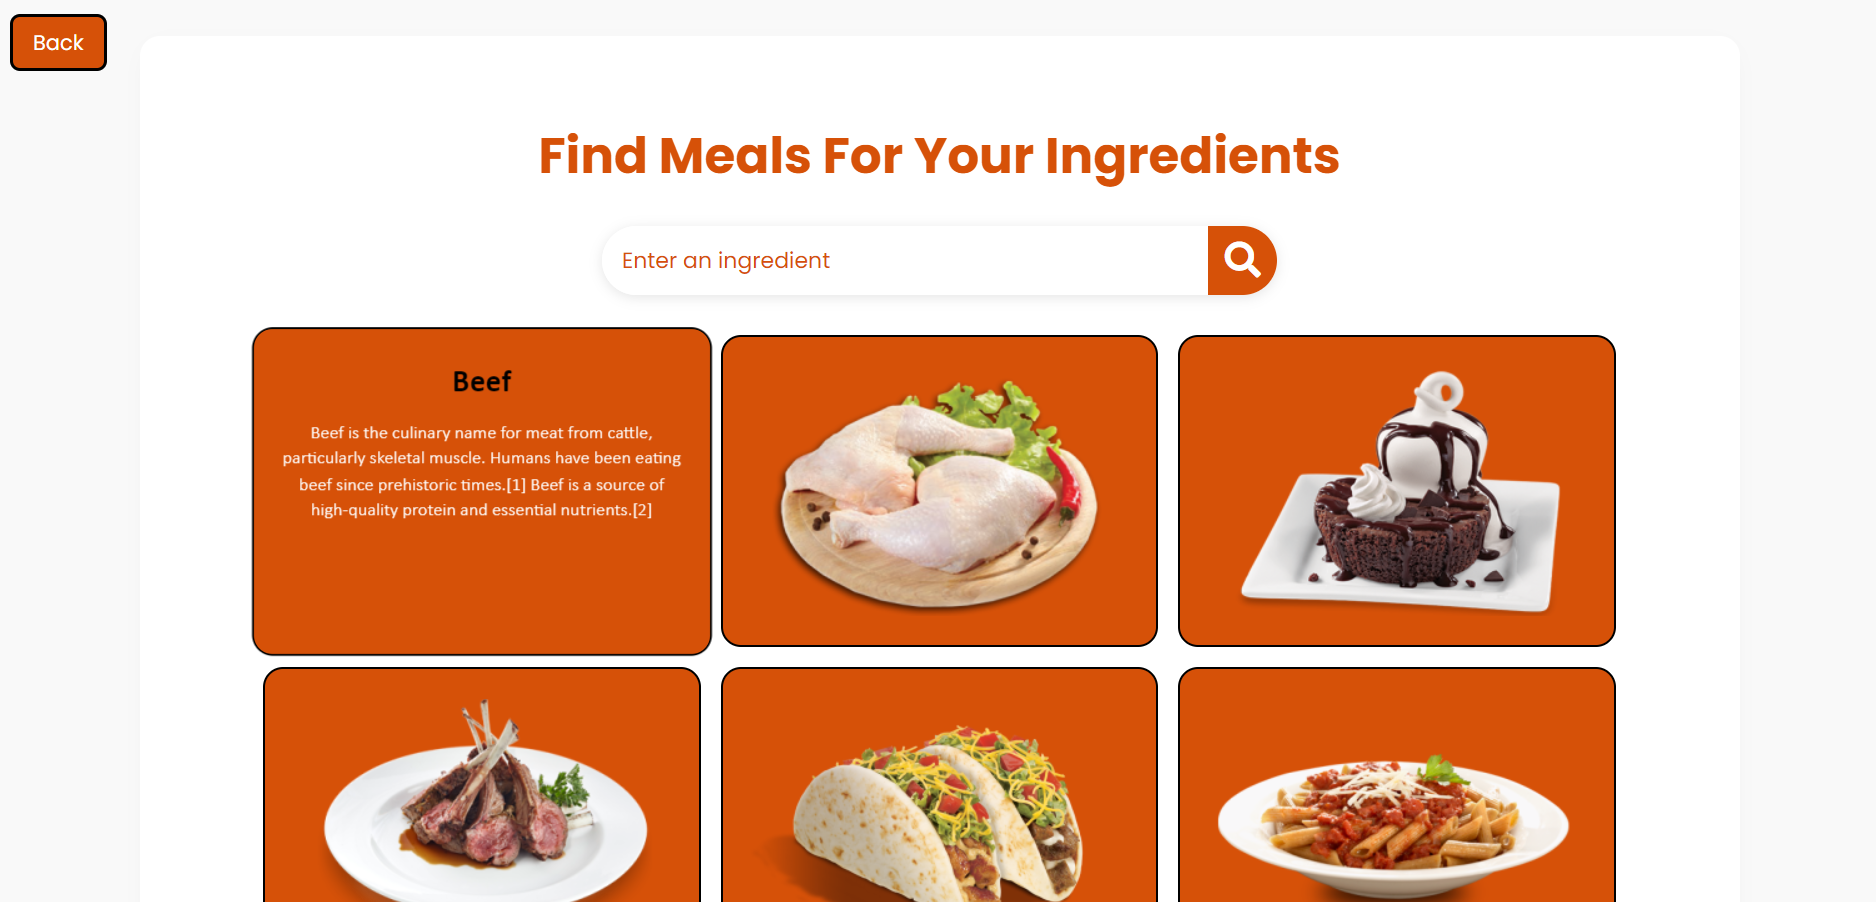 Back
Find Meals For Your Ingredients
Enter an ingredient
Beef
Beef is the culinary name for meat from cattle,
particularly skeletal muscle. Humans have been eating
beef since prehistoric times.[1] Beef is a source of
high-quality protein and essential nutrients.[2]